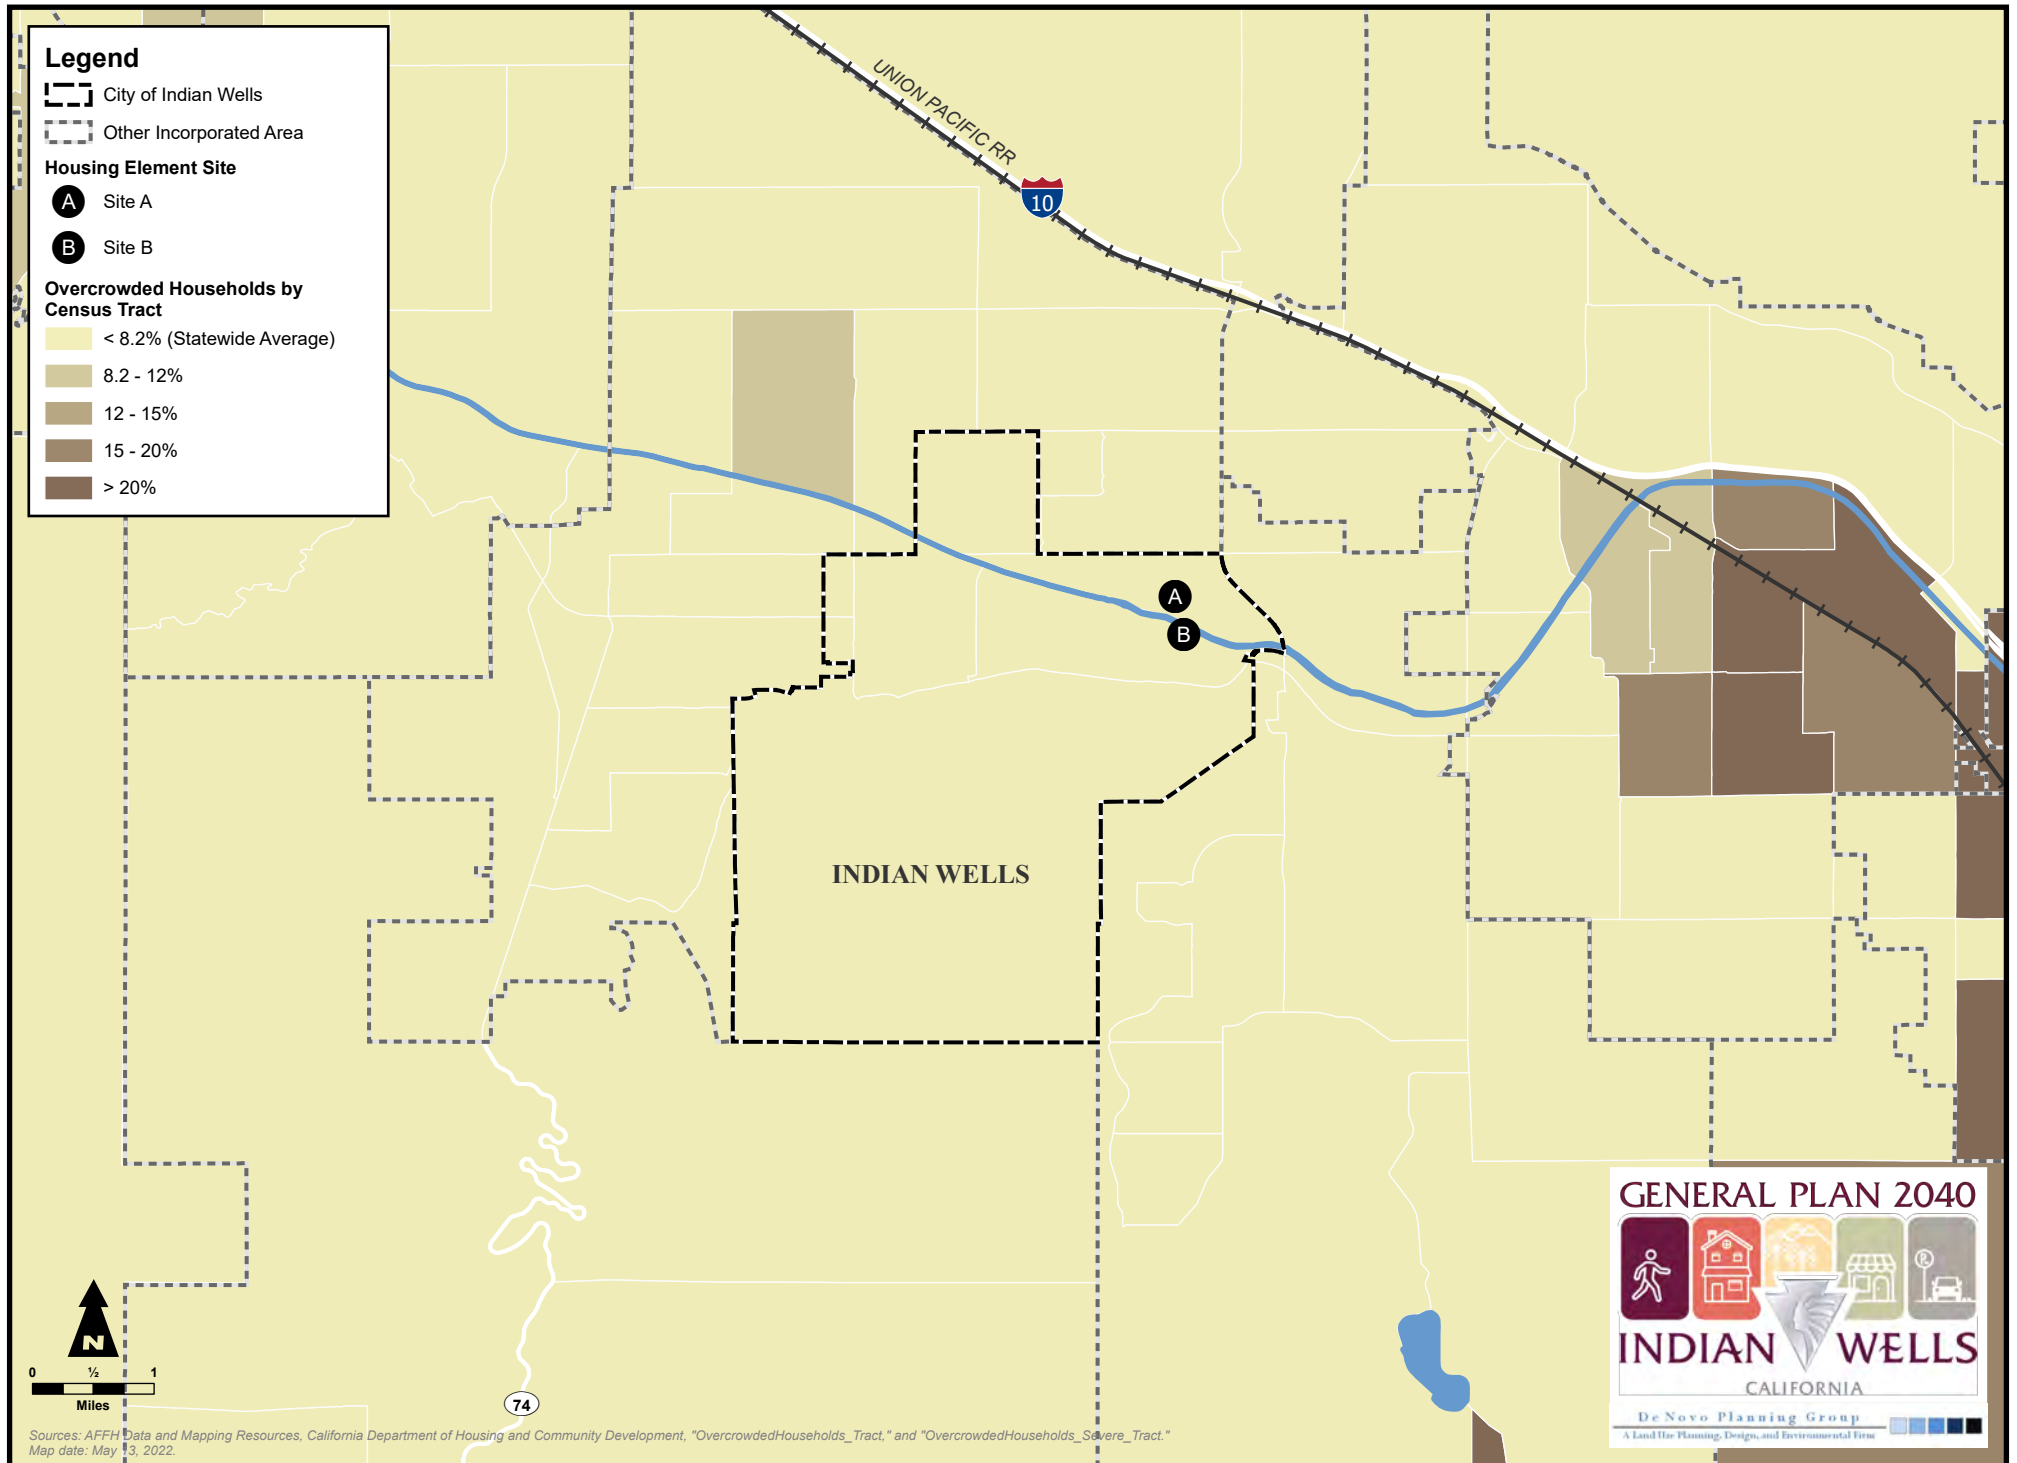 Legend
City of Indian Wells
Other Incorporated Area
Housing Element Site
A Site A
B Site B
Overcrowded Households by
Census Tract
< 8.2% (Statewide Average)
8.2 - 12%
12 - 15%
15 - 20%
> 20%
UNION PACIFIC RR
10
A
B
INDIAN WELLS
74
N
0 ½ 1
Miles
Sources: AFFH Data and Mapping Resources, California Department of Housing and Community Development, "OvercrowdedHouseholds_Tract," and "OvercrowdedHouseholds_Severe_Tract."
Map date: May 13, 2022.
GENERAL PLAN 2040
INDIAN WELLS
CALIFORNIA
De Novo Planning Group
A Land Use Planning, Design, and Environmental Firm